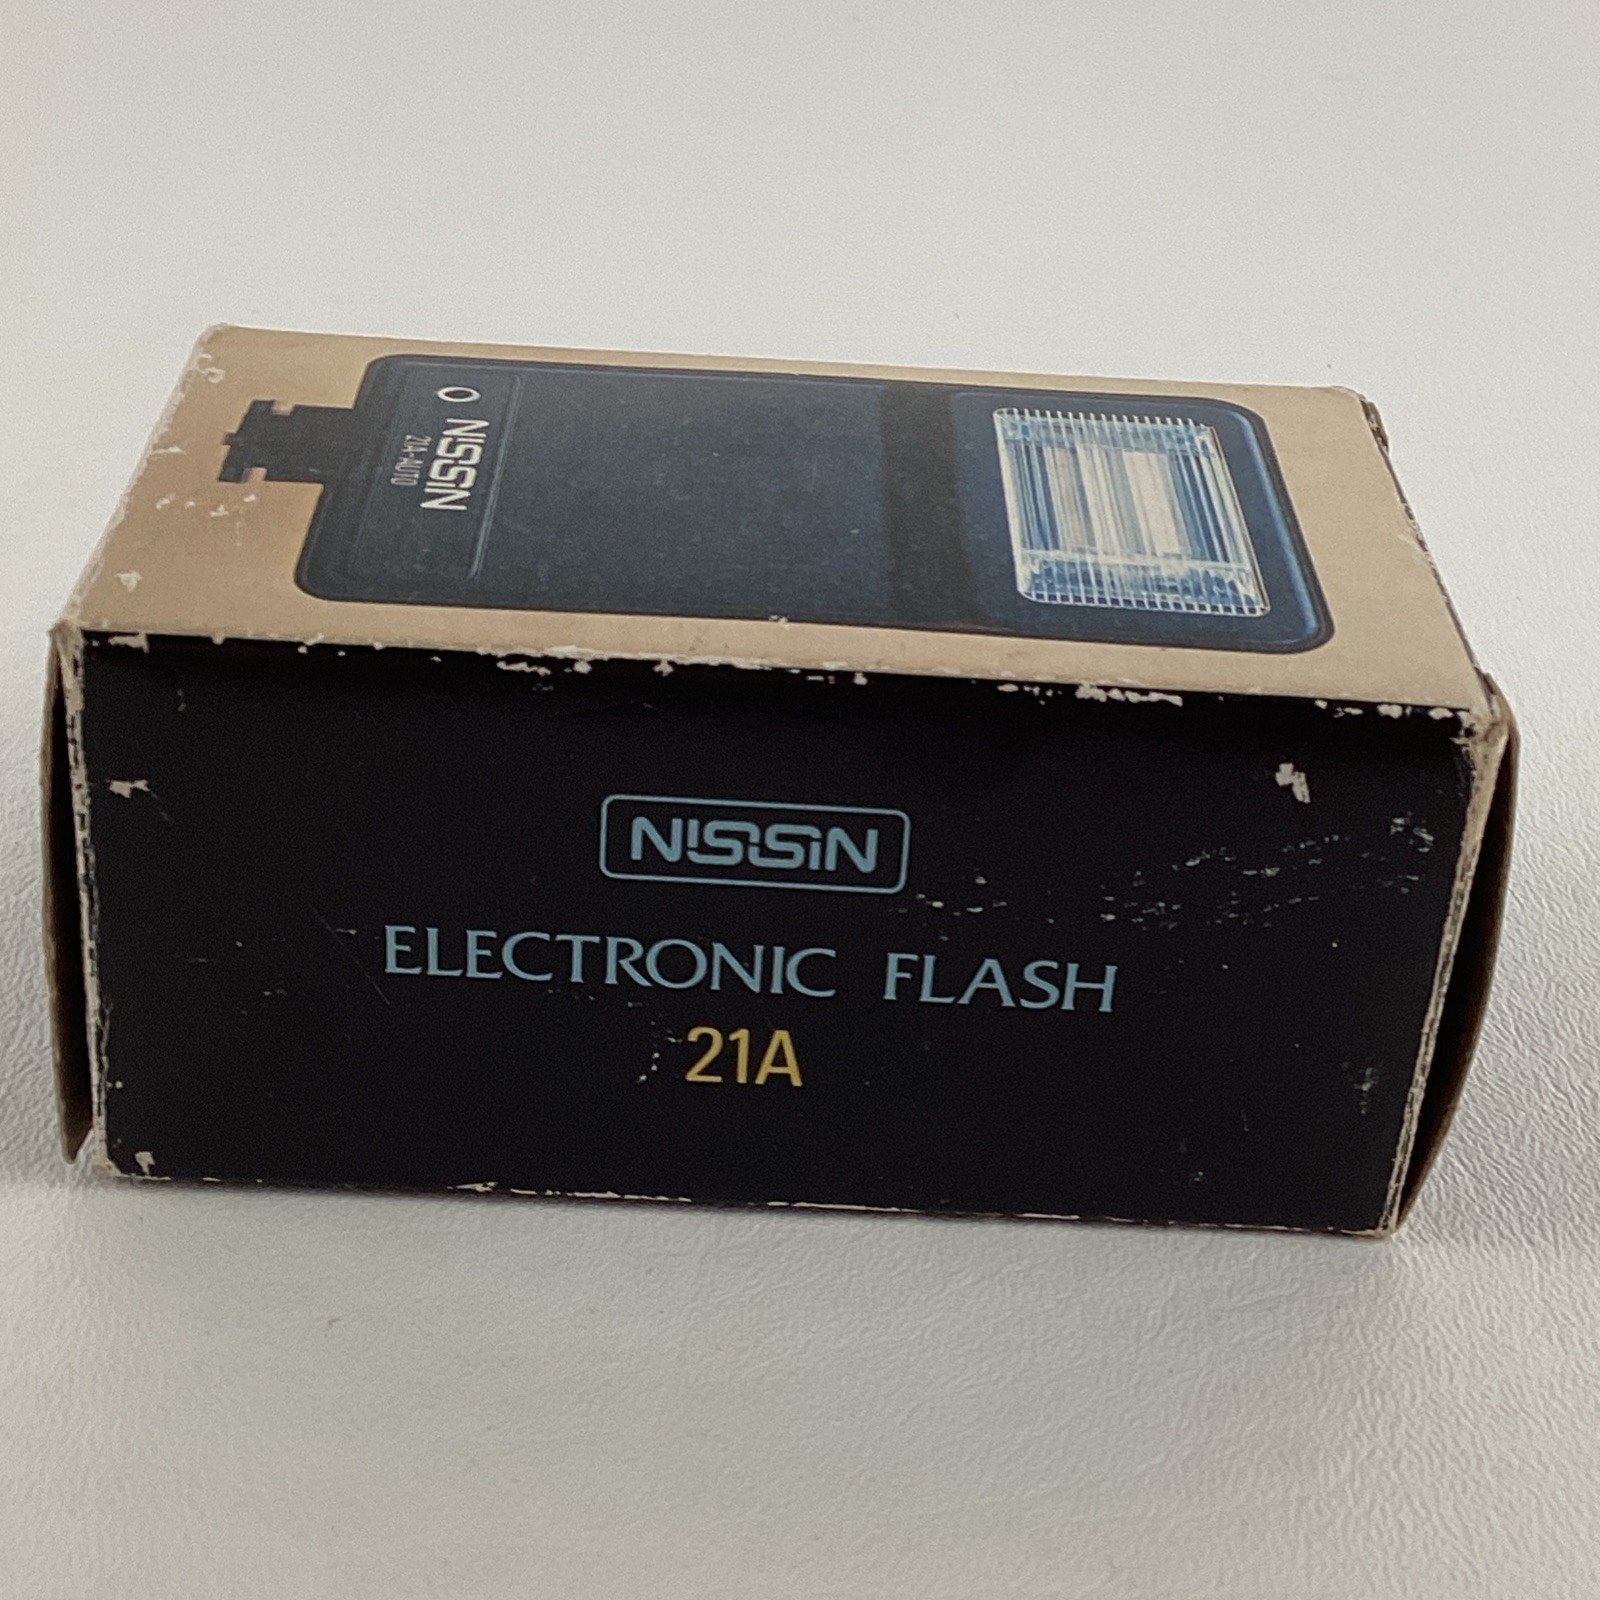 NISSIN
21A-AUTO
NISSIN
ELECTRONIC FLASH
21A